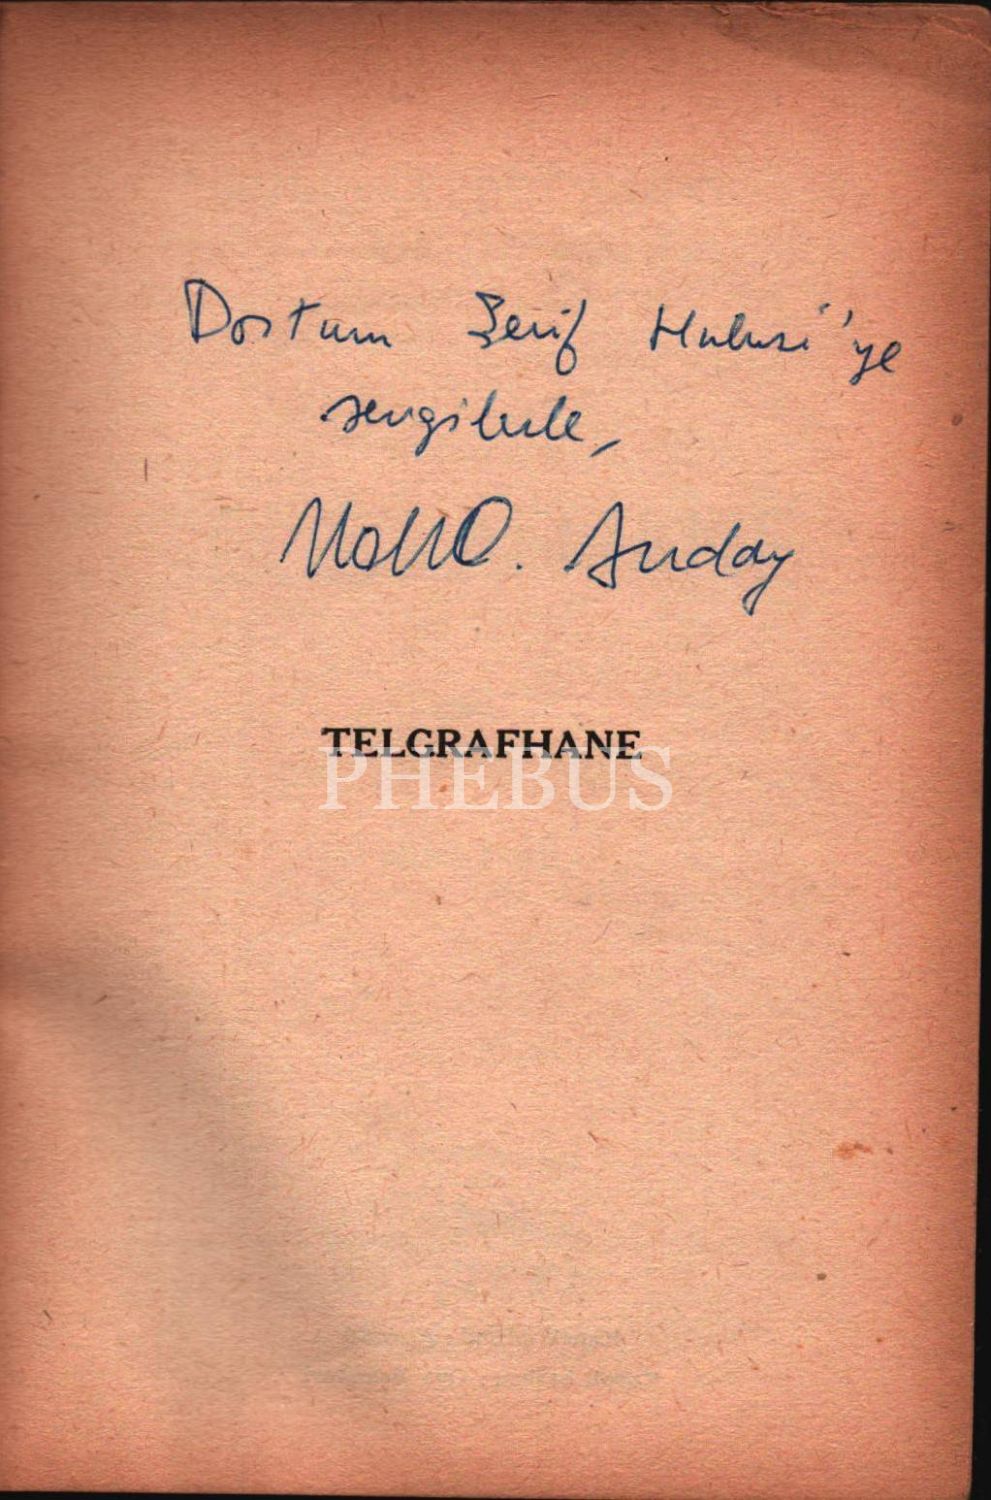 Dostum Şerif Hulusi'ye
sevgilerle,
Melih C. Anday
TELGRAFHANE
PHEBUS